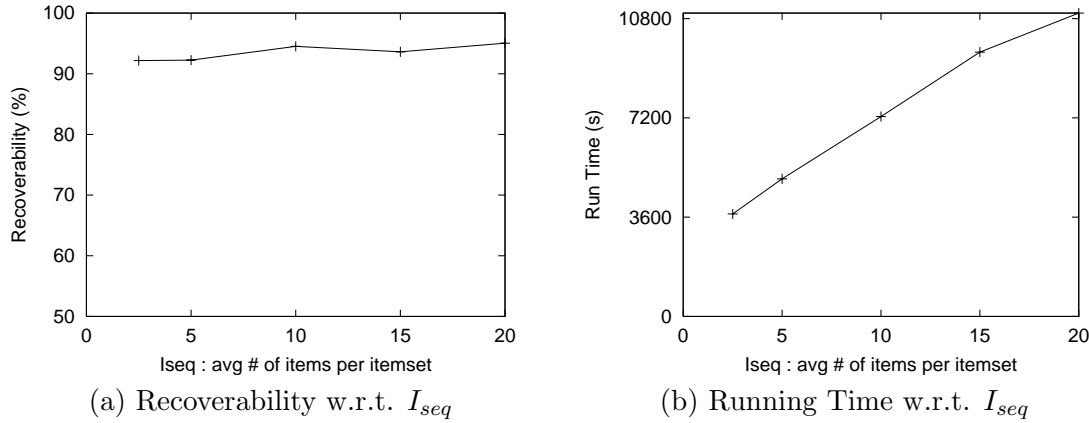 100
90
80
70
60
50
Recoverability (%)
0 5 10 15 20
Iseq : avg # of items per itemset
(a) Recoverability w.r.t. Iseq
10800
7200
3600
0
Run Time (s)
0 5 10 15 20
Iseq : avg # of items per itemset
(b) Running Time w.r.t. Iseq